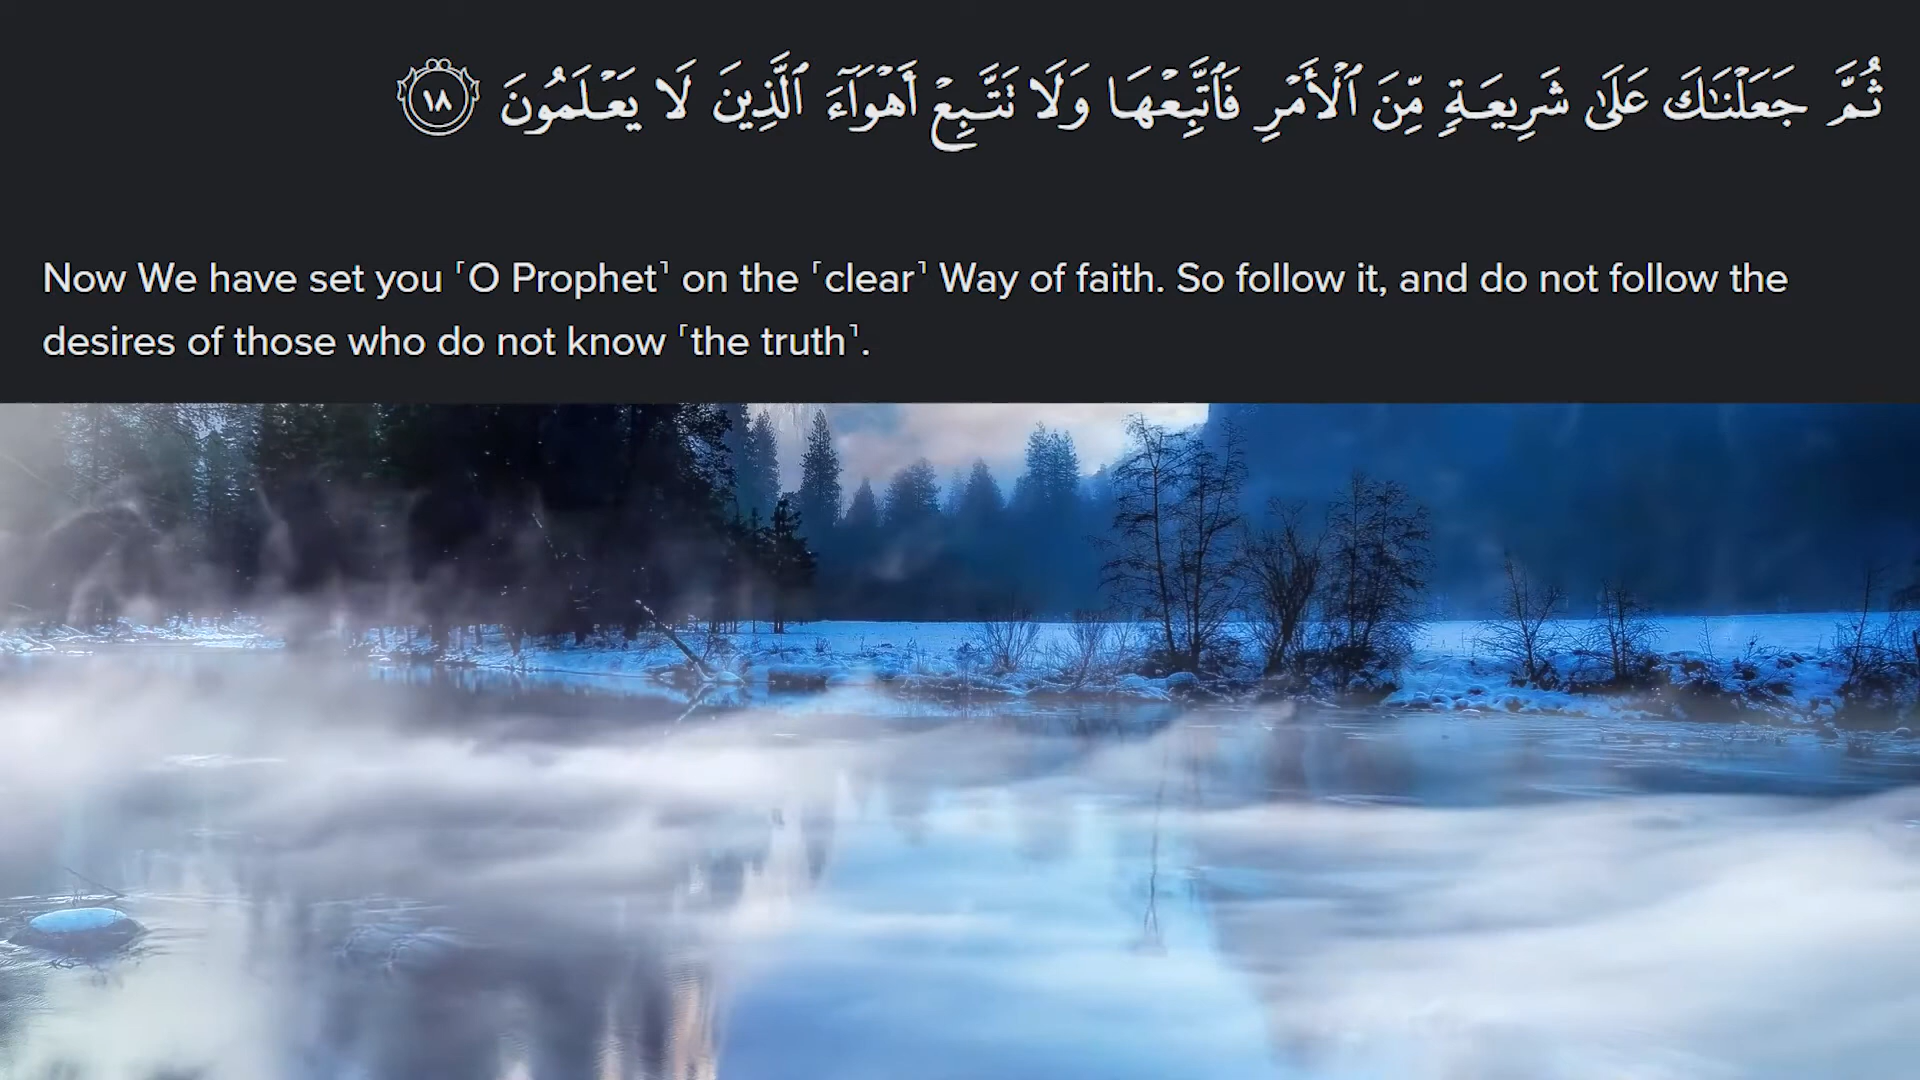 ثُمَّ جَعَلْنَـٰكَ عَلَىٰ شَرِيعَةٍ مِّنَ ٱلْأَمْرِ فَٱتَّبِعْهَا وَلَا تَتَّبِعْ أَهْوَآءَ ٱلَّذِينَ لَا يَعْلَمُونَ ١٨
Now We have set you ˹O Prophet˺ on the ˹clear˺ Way of faith. So follow it, and do not follow the
desires of those who do not know ˹the truth˺.